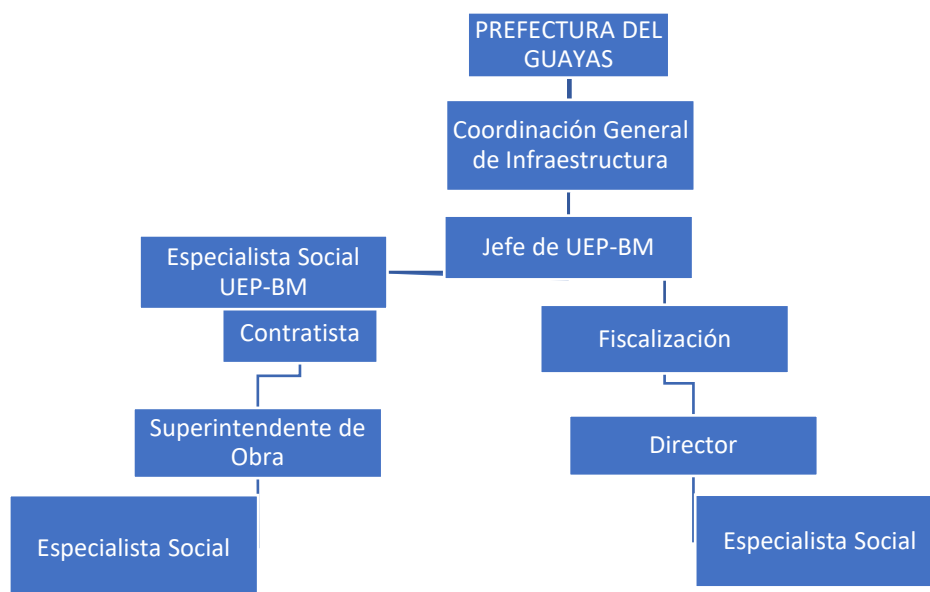 PREFECTURA DEL
GUAYAS
Coordinación General
de Infraestructura
Jefe de UEP-BM
Especialista Social
UEP-BM
Contratista
Fiscalización
Superintendente de
Obra
Director
Especialista Social
Especialista Social